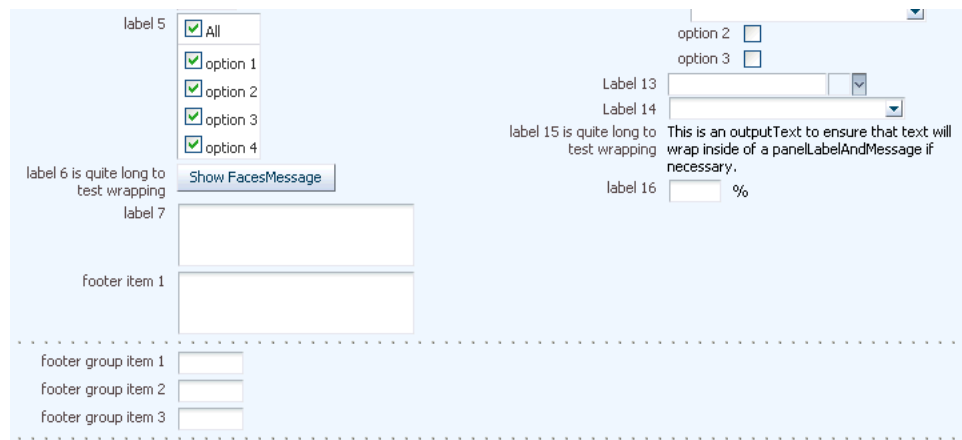 label 5
All
option 1
option 2
option 3
option 4
label 6 is quite long to
test wrapping
Show FacesMessage
label 7
footer item 1
option 2
option 3
Label 13
Label 14
label 15 is quite long to
test wrapping
This is an outputText to ensure that text will
wrap inside of a panelLabelAndMessage if
necessary.
label 16
%
footer group item 1
footer group item 2
footer group item 3